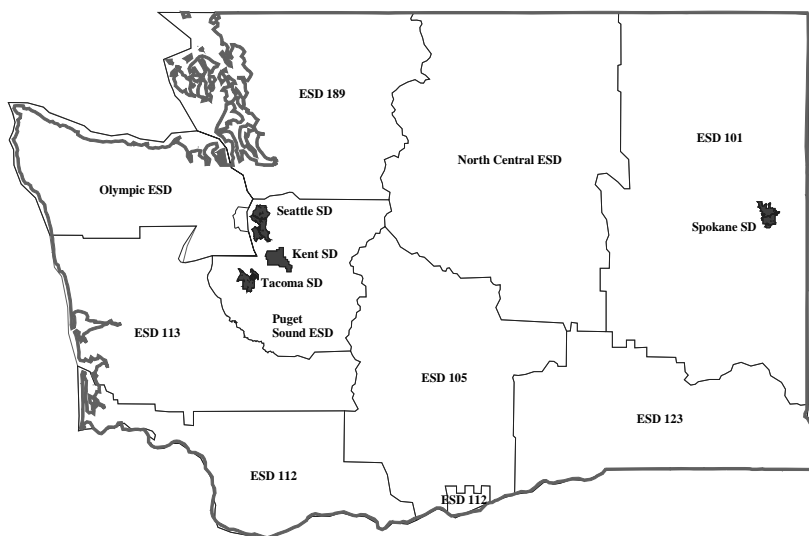 ESD 189
ESD 101
North Central ESD
Olympic ESD
Seattle SD
Spokane SD
Kent SD
Tacoma SD
Puget
Sound ESD
ESD 113
ESD 105
ESD 123
ESD 112
ESD 112